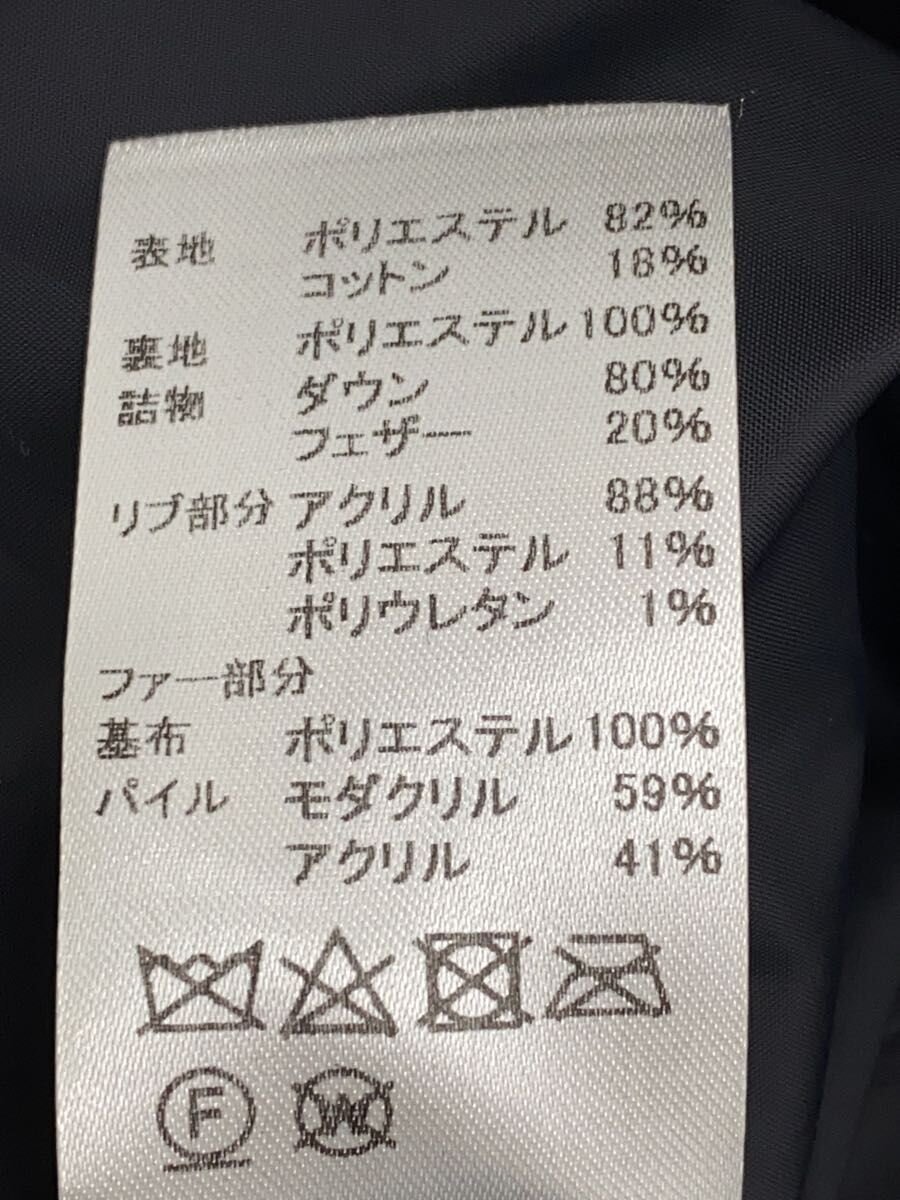 表地 ポリエステル 82%
コットン 18%
裏地 ポリエステル 100%
詰物 ダウン 80%
フェザー 20%
リブ部分 アクリル 88%
ポリエステル 11%
ポリウレタン 1%
ファー部分
基布 ポリエステル 100%
パイル モダクリル 59%
アクリル 41%
F W